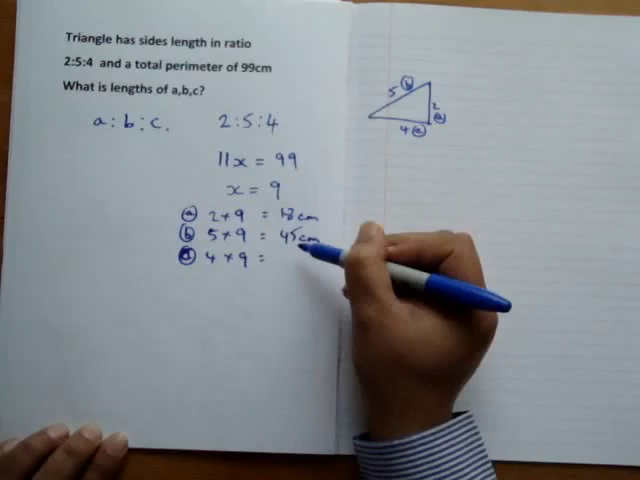 Triangle has sides length in ratio
2:5:4 and a total perimeter of 99cm
What is lengths of a,b,c?
a : b : c. 2 : 5 : 4
11x = 99
x = 9
a 2 × 9 = 18cm
b 5 × 9 = 45cm
4 × 9 =
5 b
2
a
4